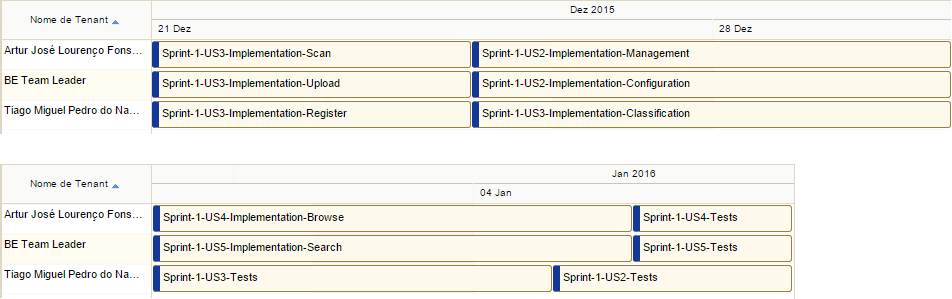 Nome de Tenant
Dez 2015
21 Dez
28 Dez
Artur José Lourenço Fons...
Sprint-1-US3-Implementation-Scan
Sprint-1-US2-Implementation-Management
BE Team Leader
Sprint-1-US3-Implementation-Upload
Sprint-1-US2-Implementation-Configuration
Tiago Miguel Pedro do Na...
Sprint-1-US3-Implementation-Register
Sprint-1-US3-Implementation-Classification
Nome de Tenant
Jan 2016
04 Jan
Artur José Lourenço Fons...
Sprint-1-US4-Implementation-Browse
Sprint-1-US4-Tests
BE Team Leader
Sprint-1-US5-Implementation-Search
Sprint-1-US5-Tests
Tiago Miguel Pedro do Na...
Sprint-1-US3-Tests
Sprint-1-US2-Tests